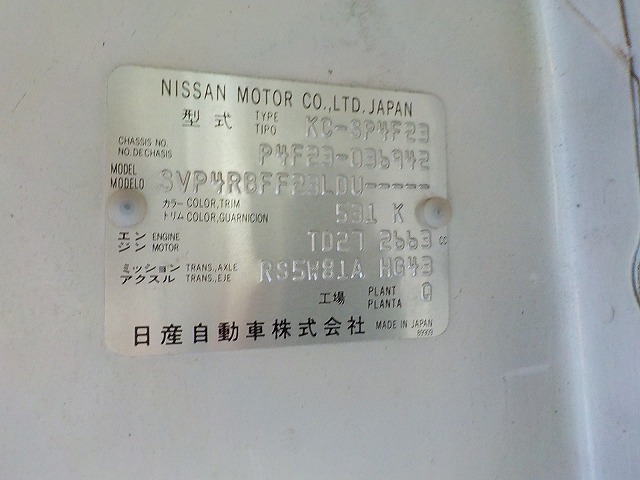 NISSAN MOTOR CO.,LTD. JAPAN
型式 TYPE TIPO KC-SP4F23
CHASSIS NO. NO.DECHASIS P4F23-036942
MODEL MODELO SVP4RBFF23LDU-----
カラー トリム COLOR,TRIM COLOR,GUARNICION 531 K
エンジン ENGINE MOTOR TD27 2663 cc
ミッション アクスル TRANS.,AXLE TRANS.,EJE RS5W81A HG43
工場 PLANT PLANTA Q
日産自動車株式会社 MADE IN JAPAN
89909